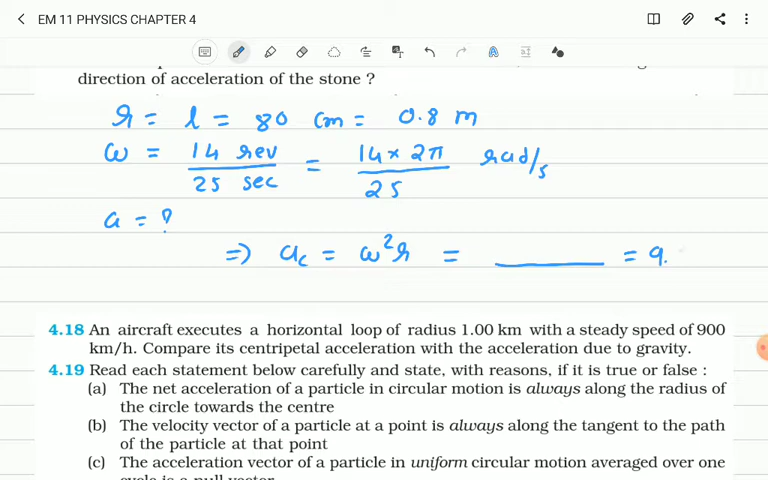 EM 11 PHYSICS CHAPTER 4
direction of acceleration of the stone ?
r = l = 80 cm = 0.8 m
ω = 14 rev / 25 sec = 14 × 2π / 25 rad/s
a = ?
⇒ a_c = ω²r = ______ = 9.
4.18 An aircraft executes a horizontal loop of radius 1.00 km with a steady speed of 900
km/h. Compare its centripetal acceleration with the acceleration due to gravity.
4.19 Read each statement below carefully and state, with reasons, if it is true or false :
(a) The net acceleration of a particle in circular motion is always along the radius of
the circle towards the centre
(b) The velocity vector of a particle at a point is always along the tangent to the path
of the particle at that point
(c) The acceleration vector of a particle in uniform circular motion averaged over one
cycle is a null vector